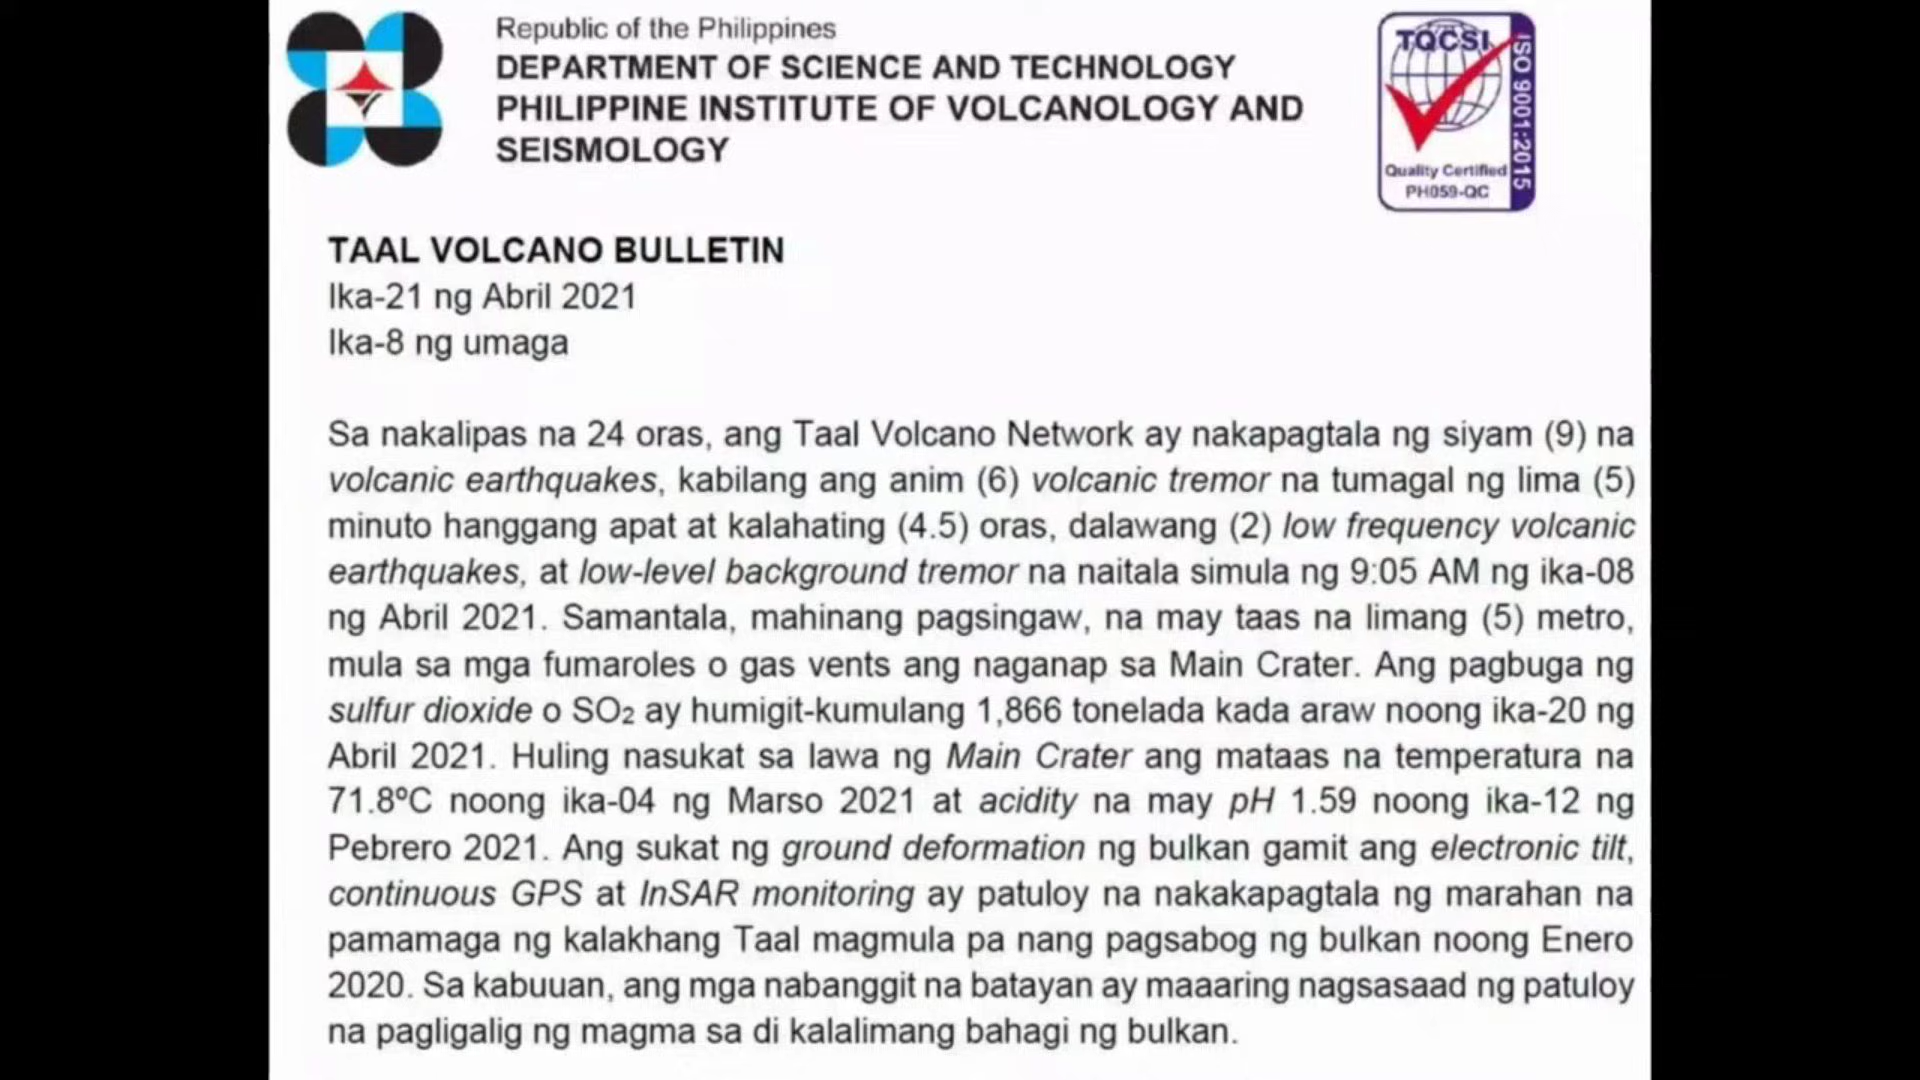 Republic of the Philippines
DEPARTMENT OF SCIENCE AND TECHNOLOGY
PHILIPPINE INSTITUTE OF VOLCANOLOGY AND
SEISMOLOGY
TQCSI
ISO 9001:2015
Quality Certified
PH059-QC
TAAL VOLCANO BULLETIN
Ika-21 ng Abril 2021
Ika-8 ng umaga
Sa nakalipas na 24 oras, ang Taal Volcano Network ay nakapagtala ng siyam (9) na
volcanic earthquakes, kabilang ang anim (6) volcanic tremor na tumagal ng lima (5)
minuto hanggang apat at kalahating (4.5) oras, dalawang (2) low frequency volcanic
earthquakes, at low-level background tremor na naitala simula ng 9:05 AM ng ika-08
ng Abril 2021. Samantala, mahinang pagsingaw, na may taas na limang (5) metro,
mula sa mga fumaroles o gas vents ang naganap sa Main Crater. Ang pagbuga ng
sulfur dioxide o SO₂ ay humigit-kumulang 1,866 tonelada kada araw noong ika-20 ng
Abril 2021. Huling nasukat sa lawa ng Main Crater ang mataas na temperatura na
71.8ºC noong ika-04 ng Marso 2021 at acidity na may pH 1.59 noong ika-12 ng
Pebrero 2021. Ang sukat ng ground deformation ng bulkan gamit ang electronic tilt,
continuous GPS at InSAR monitoring ay patuloy na nakakapagtala ng marahan na
pamamaga ng kalakhang Taal magmula pa nang pagsabog ng bulkan noong Enero
2020. Sa kabuuan, ang mga nabanggit na batayan ay maaaring nagsasaad ng patuloy
na pagligalig ng magma sa di kalalimang bahagi ng bulkan.